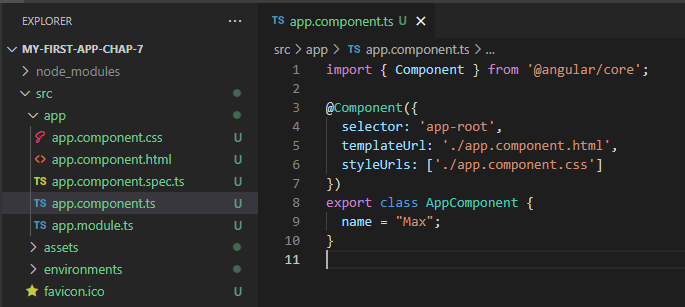 EXPLORER
...
MY-FIRST-APP-CHAP-7
node_modules
src
app
app.component.css U
app.component.html U
TS app.component.spec.ts U
TS app.component.ts U
TS app.module.ts U
assets
environments
favicon.ico U
TS app.component.ts U ×
src > app > TS app.component.ts > ...
1 import { Component } from '@angular/core';
2
3 @Component({
4   selector: 'app-root',
5   templateUrl: './app.component.html',
6   styleUrls: ['./app.component.css']
7 })
8 export class AppComponent {
9   name = "Max";
10 }
11